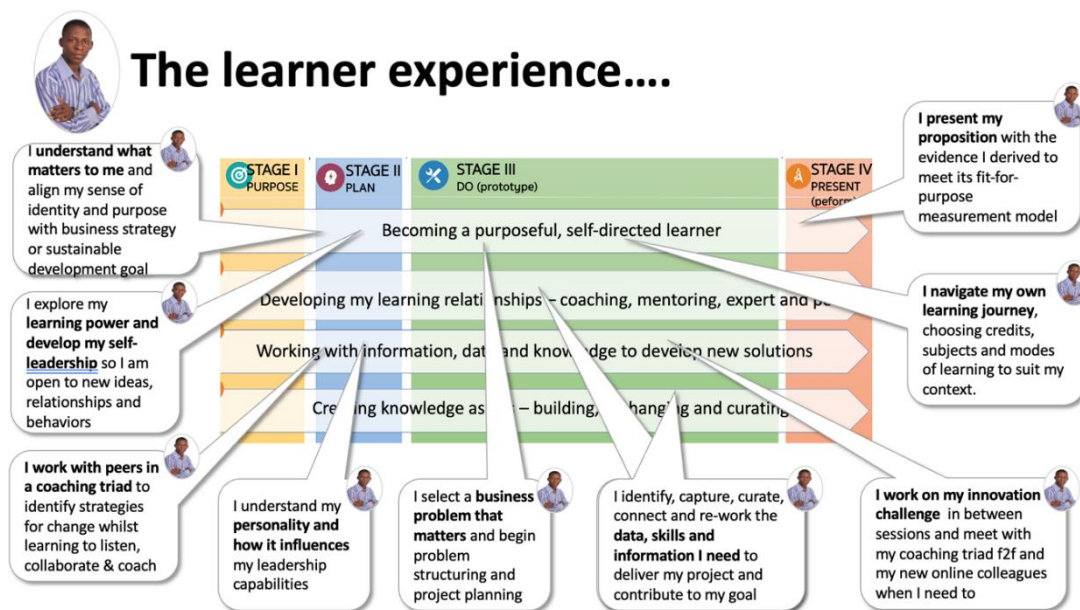 The learner experience....
I understand what
matters to me and
align my sense of
identity and purpose
with business strategy
or sustainable
development goal
I explore my
learning power and
develop my self-
leadership so I am
open to new ideas,
relationships and
behaviors
I work with peers in
a coaching triad to
identify strategies
for change whilst
learning to listen,
collaborate & coach
STAGE I
PURPOSE
STAGE II
PLAN
STAGE III
DO (prototype)
STAGE IV
PRESENT
(peform)
Becoming a purposeful, self-directed learner
Developing my learning relationships – coaching, mentoring, expert and
Working with information, data and knowledge to develop new solutions
Creating knowledge – building, and curating
I understand my
personality and
how it influences
my leadership
capabilities
I select a business
problem that
matters and begin
problem
structuring and
project planning
I identify, capture, curate,
connect and re-work the
data, skills and
information I need to
deliver my project and
contribute to my goal
I present my
proposition with the
evidence I derived to
meet its fit-for-
purpose
measurement model
I navigate my own
learning journey,
choosing credits,
subjects and modes
of learning to suit my
context.
I work on my innovation
challenge in between
sessions and meet with
my coaching triad f2f and
my new online colleagues
when I need to